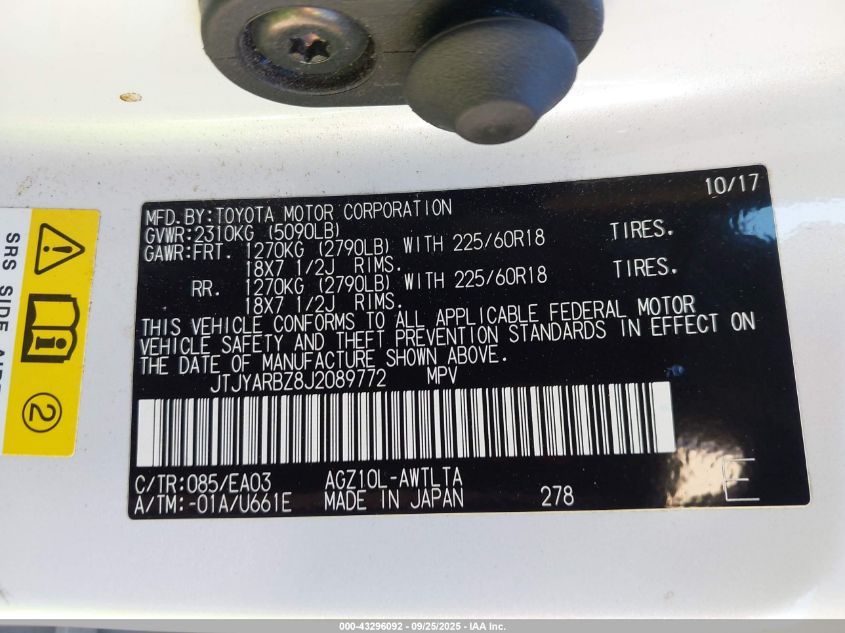 10/17
MFD.BY:TOYOTA MOTOR CORPORATION
GVWR:2310KG (5090LB)
GAWR:FRT. 1270KG (2790LB) WITH 225/60R18 TIRES.
18X7 1/2J RIMS.
RR. 1270KG (2790LB) WITH 225/60R18 TIRES.
18X7 1/2J RIMS.
THIS VEHICLE CONFORMS TO ALL APPLICABLE FEDERAL MOTOR
VEHICLE SAFETY AND THEFT PREVENTION STANDARDS IN EFFECT ON
THE DATE OF MANUFACTURE SHOWN ABOVE.
JTJYARBZ8J2089772 MPV
C/TR:085/EA03 AGZ10L-AWTLTA
A/TM:-01A/U661E MADE IN JAPAN 278
E
SRS SIDE
2
000-43296092 - 09/25/2025 - IAA Inc.